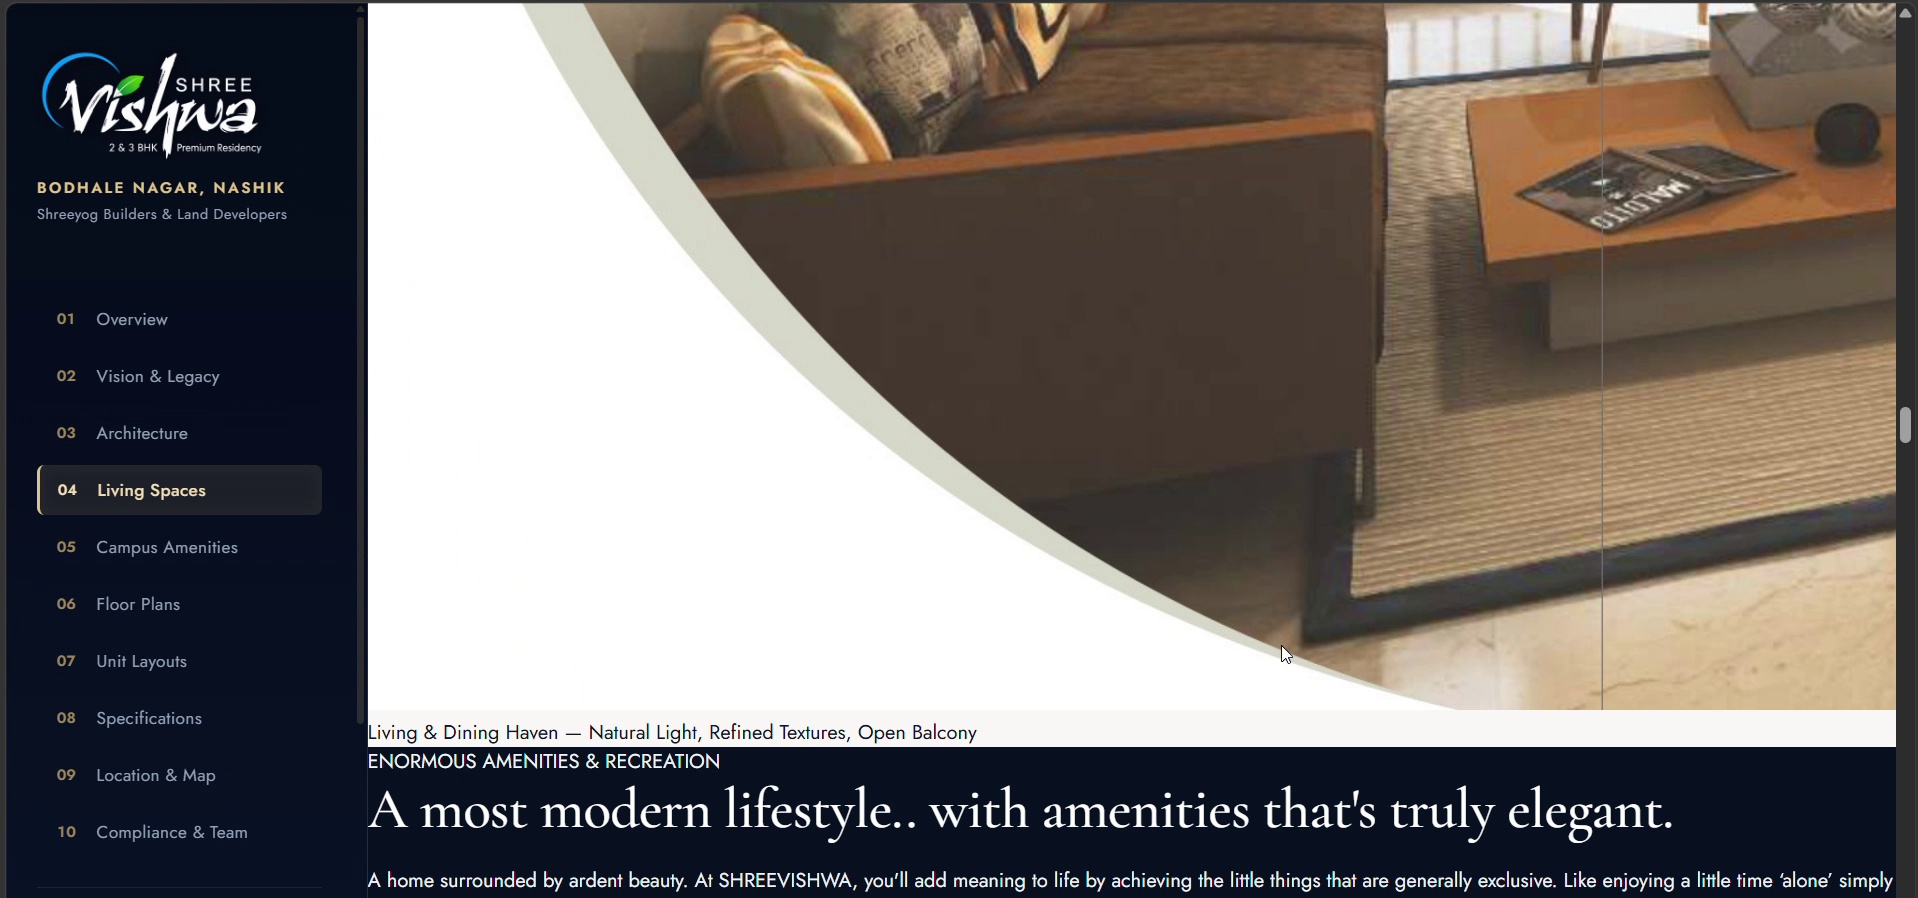 SHREE
Vishwa
2 & 3 BHK Premium Residency
BODHALE NAGAR, NASHIK
Shreeyog Builders & Land Developers
01 Overview
02 Vision & Legacy
03 Architecture
04 Living Spaces
05 Campus Amenities
06 Floor Plans
07 Unit Layouts
08 Specifications
09 Location & Map
10 Compliance & Team
MALDITO
Living & Dining Haven — Natural Light, Refined Textures, Open Balcony
ENORMOUS AMENITIES & RECREATION
A most modern lifestyle.. with amenities that's truly elegant.
A home surrounded by ardent beauty. At SHREEVISHWA, you'll add meaning to life by achieving the little things that are generally exclusive. Like enjoying a little time ‘alone’ simply